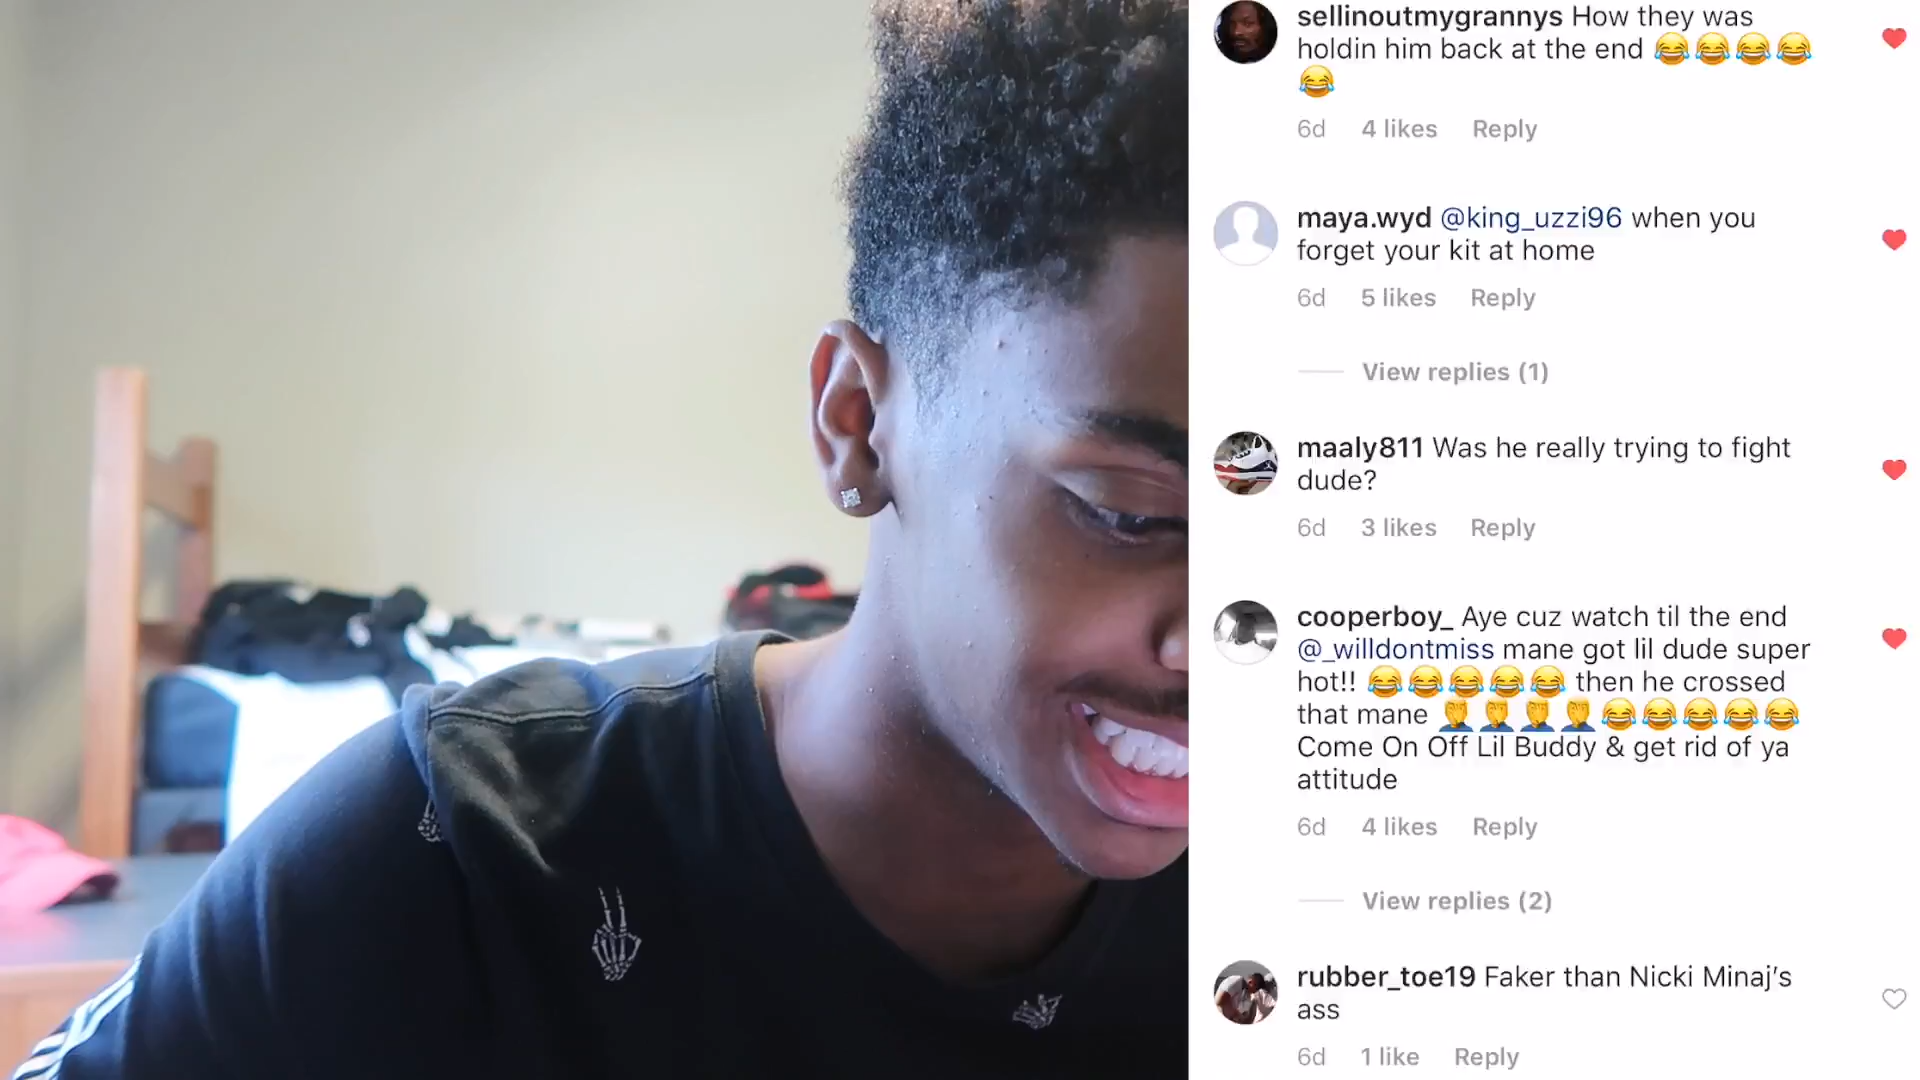 sellinoutmygrannys How they was
holdin him back at the end 😂😂😂😂
😂
6d 4 likes Reply
maya.wyd @king_uzzi96 when you
forget your kit at home
6d 5 likes Reply
View replies (1)
maaly811 Was he really trying to fight
dude?
6d 3 likes Reply
cooperboy_ Aye cuz watch til the end
@_willdontmiss mane got lil dude super
hot!! 😂😂😂😂😂 then he crossed
that mane 🤦‍♂️🤦‍♂️🤦‍♂️🤦‍♂️😂😂😂😂😂
Come On Off Lil Buddy & get rid of ya
attitude
6d 4 likes Reply
View replies (2)
rubber_toe19 Faker than Nicki Minaj's
ass
6d 1 like Reply